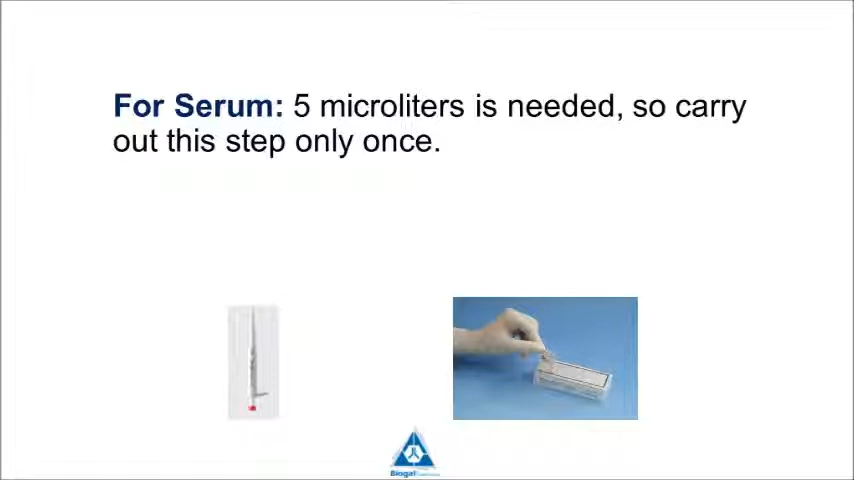 For Serum: 5 microliters is needed, so carry
out this step only once.
Biogal